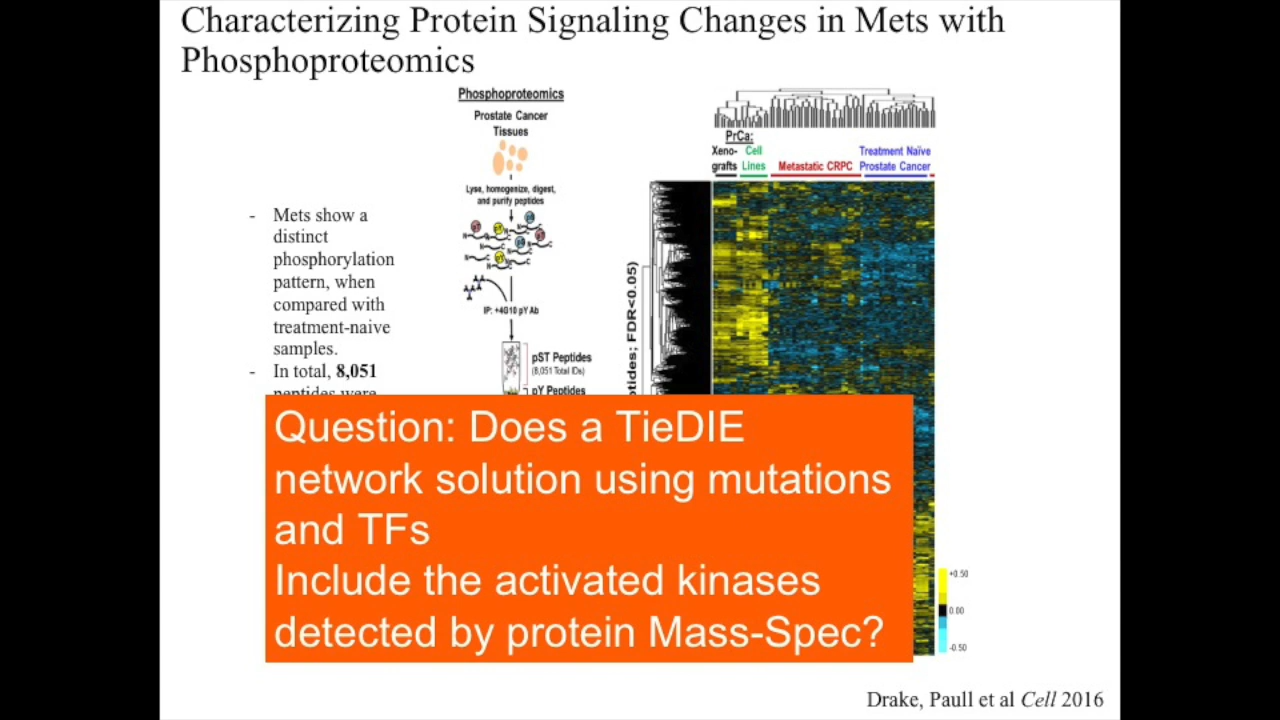 Characterizing Protein Signaling Changes in Mets with
Phosphoproteomics
Phosphoproteomics
Prostate Cancer
Tissues
Lyse, homogenize, digest,
and purify peptides
IP: +4G10 pY Ab
pST Peptides
(8,051 Total IDs)
pY Peptides
- Mets show a
distinct
phosphorylation
pattern, when
compared with
treatment-naive
samples.
- In total, 8,051
peptides were
PrCa:
Xeno-
grafts
Cell
Lines
Metastatic CRPC
Treatment Naïve
Prostate Cancer
tides; FDR<0.05)
+0.50
0.00
-0.50
Question: Does a TieDIE
network solution using mutations
and TFs
Include the activated kinases
detected by protein Mass-Spec?
Drake, Paull et al Cell 2016